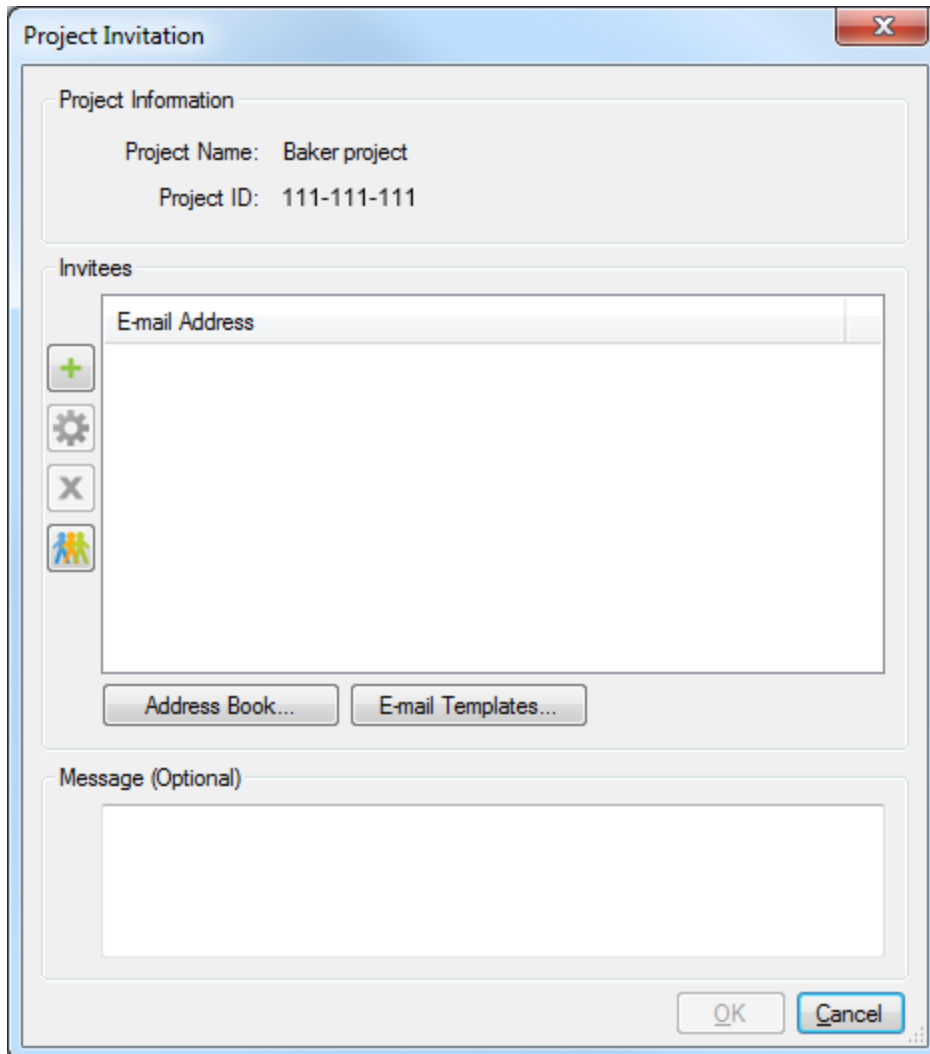 Project Invitation
Project Information
Project Name: Baker project
Project ID: 111-111-111
Invitees
E-mail Address
Address Book...
E-mail Templates...
Message (Optional)
OK
Cancel